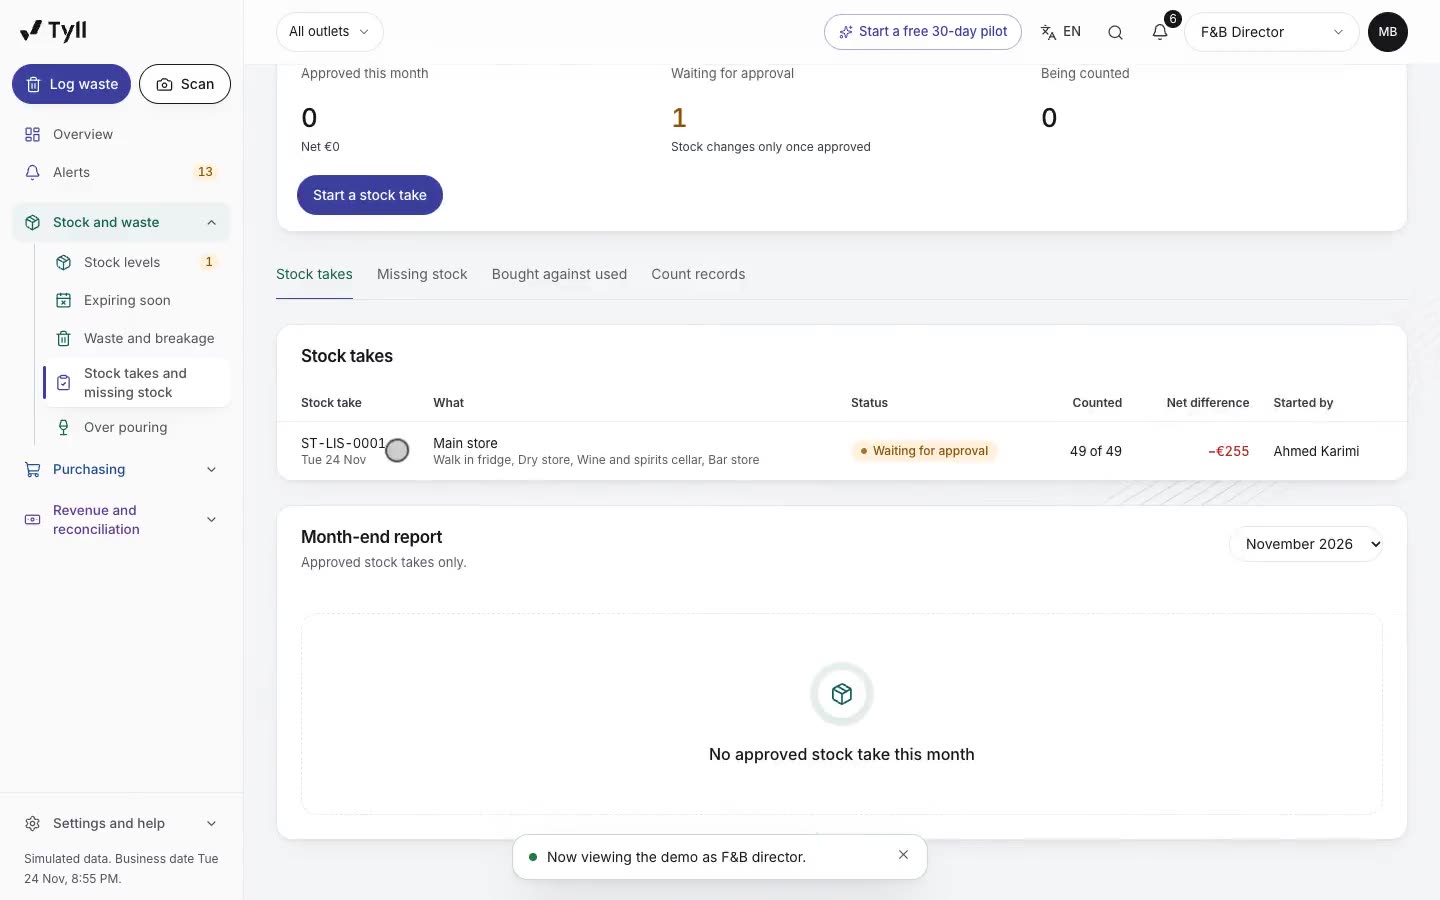 Tyll
All outlets
Start a free 30-day pilot
EN
6
F&B Director
MB
Log waste
Scan
Overview
Alerts
13
Stock and waste
Stock levels
1
Expiring soon
Waste and breakage
Stock takes and
missing stock
Over pouring
Purchasing
Revenue and
reconciliation
Settings and help
Simulated data. Business date Tue
24 Nov, 8:55 PM.
Approved this month
Waiting for approval
Being counted
0
1
0
Net €0
Stock changes only once approved
Start a stock take
Stock takes
Missing stock
Bought against used
Count records
Stock takes
Stock take
What
Status
Counted
Net difference
Started by
ST-LIS-0001
Tue 24 Nov
Main store
Walk in fridge, Dry store, Wine and spirits cellar, Bar store
Waiting for approval
49 of 49
−€255
Ahmed Karimi
Month-end report
Approved stock takes only.
November 2026
No approved stock take this month
Now viewing the demo as F&B director.